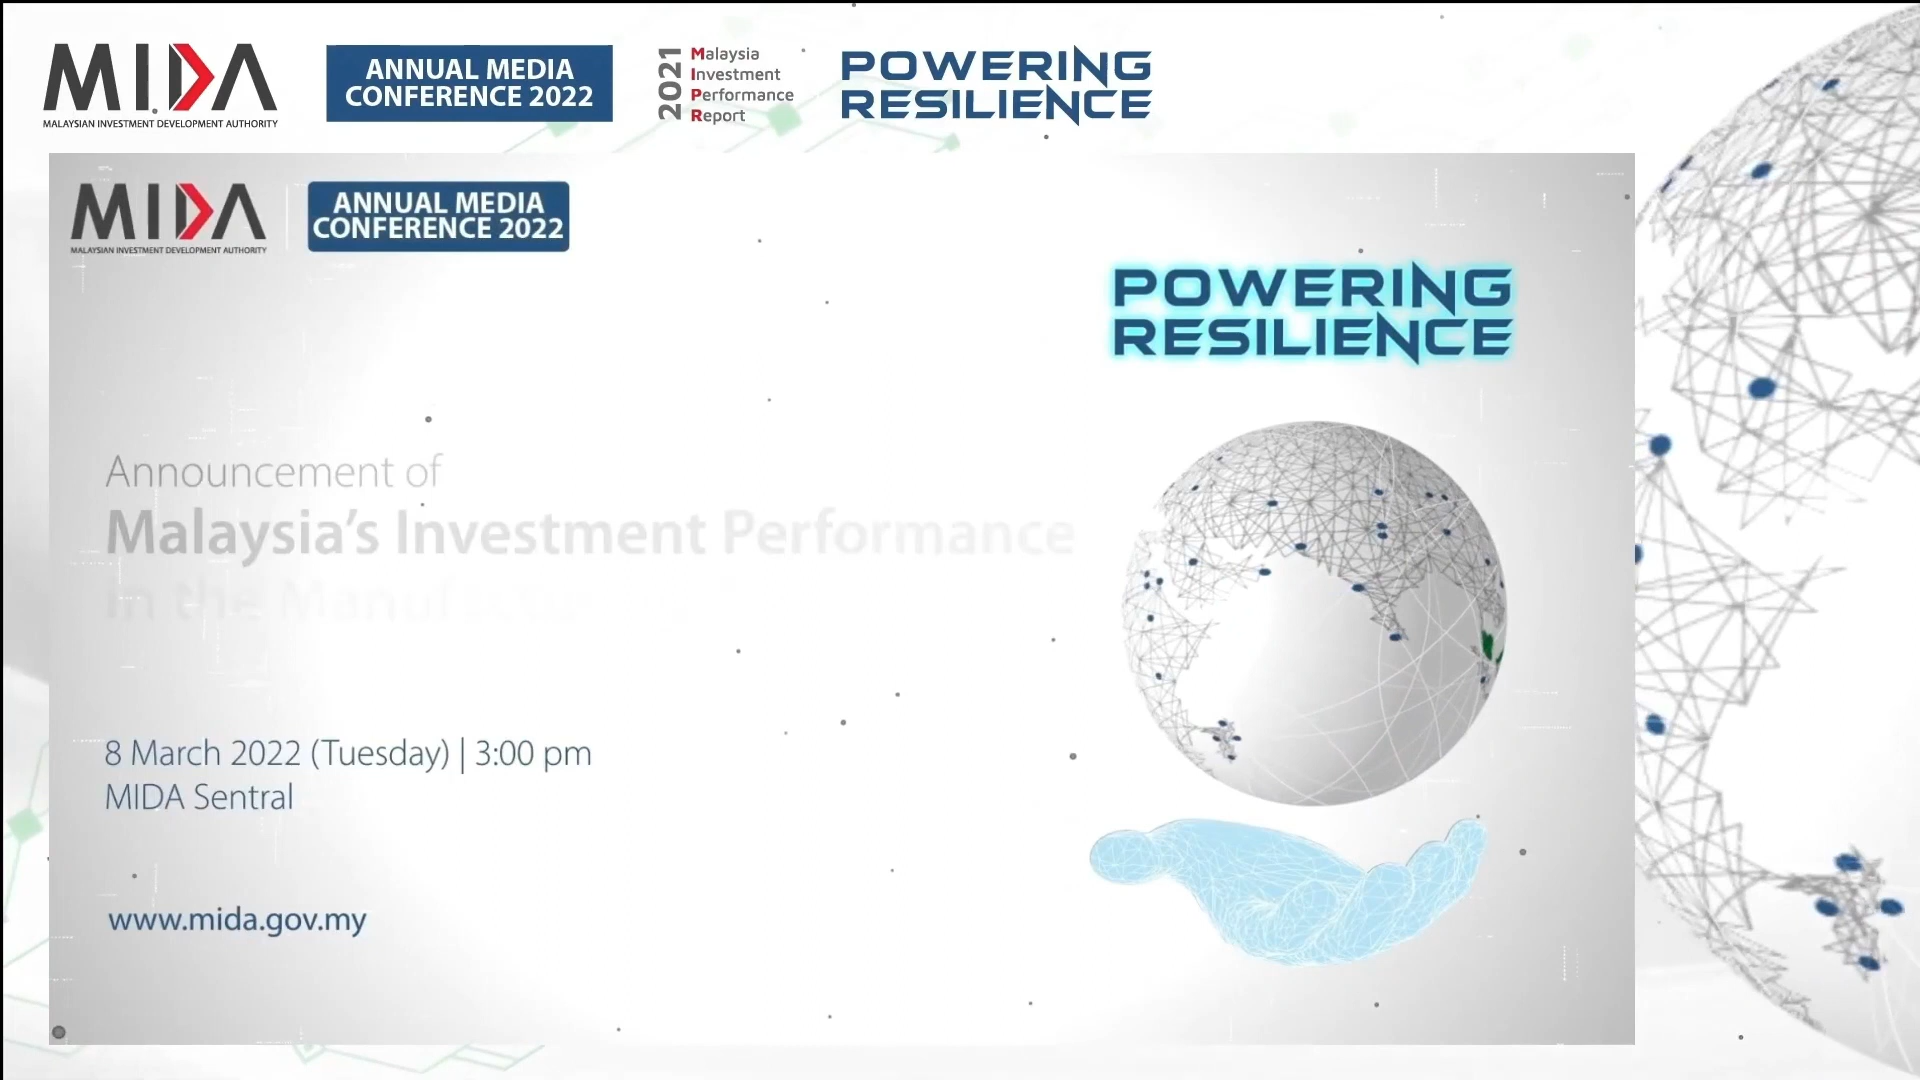 MIDA
MALAYSIAN INVESTMENT DEVELOPMENT AUTHORITY
ANNUAL MEDIA
CONFERENCE 2022
2021
Malaysia
Investment
Performance
Report
POWERING
RESILIENCE
MIDA
MALAYSIAN INVESTMENT DEVELOPMENT AUTHORITY
ANNUAL MEDIA
CONFERENCE 2022
POWERING
RESILIENCE
Announcement of
Malaysia's Investment Performance
in the
8 March 2022 (Tuesday) | 3:00 pm
MIDA Sentral
www.mida.gov.my